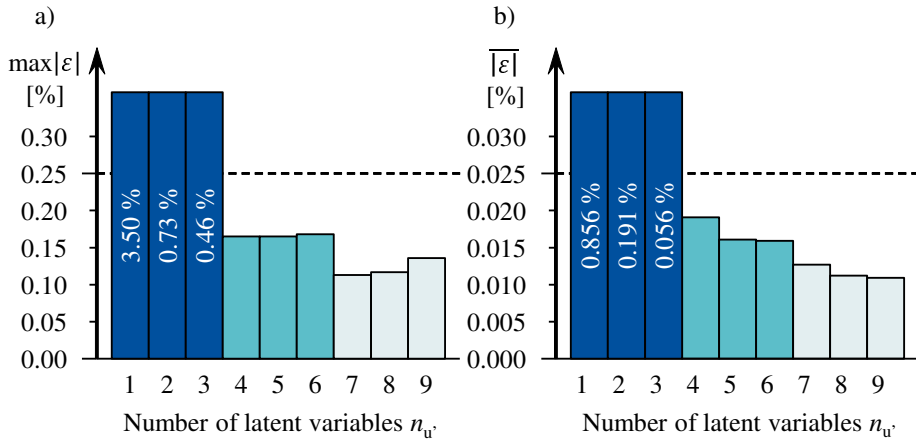 a)
max|ε|
[%]
0.30
0.25
0.20
0.15
0.10
0.05
0.00
3.50 %
0.73 %
0.46 %
1 2 3 4 5 6 7 8 9
Number of latent variables nᵤ’
b)
|ε|
[%]
0.030
0.025
0.020
0.015
0.010
0.005
0.000
0.856 %
0.191 %
0.056 %
1 2 3 4 5 6 7 8 9
Number of latent variables nᵤ’